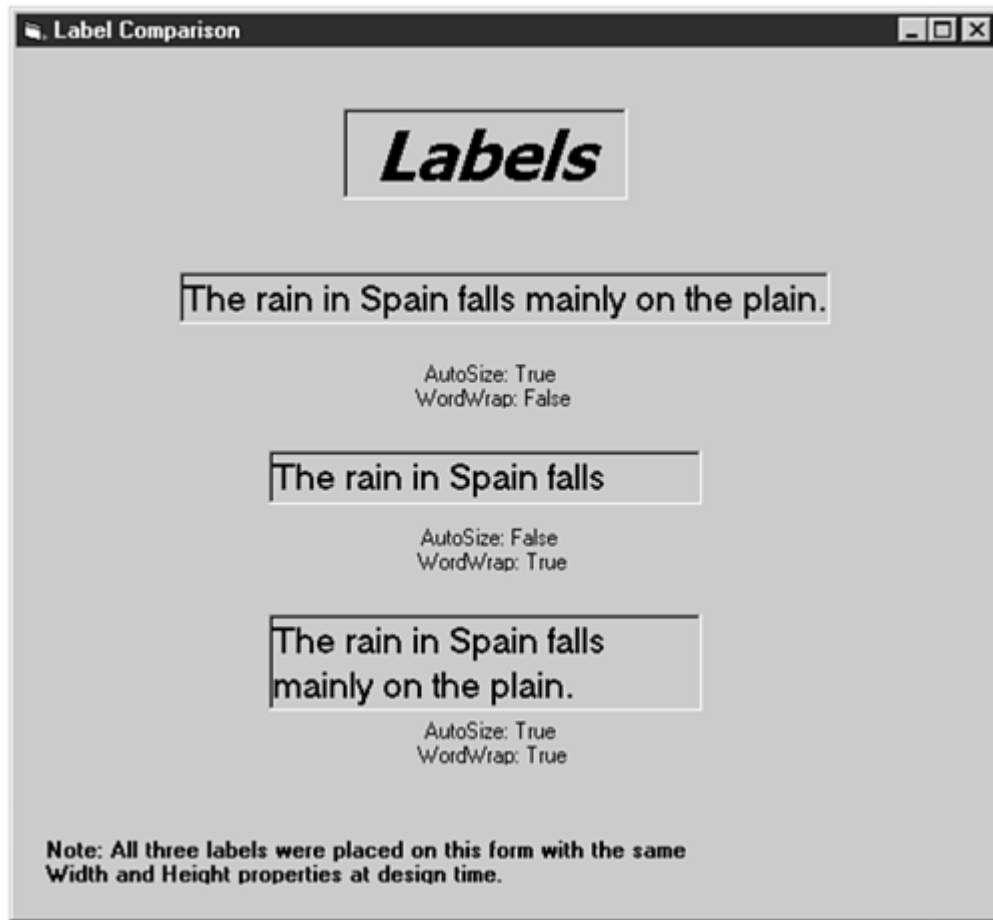 Label Comparison
Labels
The rain in Spain falls mainly on the plain.
AutoSize: True
WordWrap: False
The rain in Spain falls
AutoSize: False
WordWrap: True
The rain in Spain falls
mainly on the plain.
AutoSize: True
WordWrap: True
Note: All three labels were placed on this form with the same
Width and Height properties at design time.